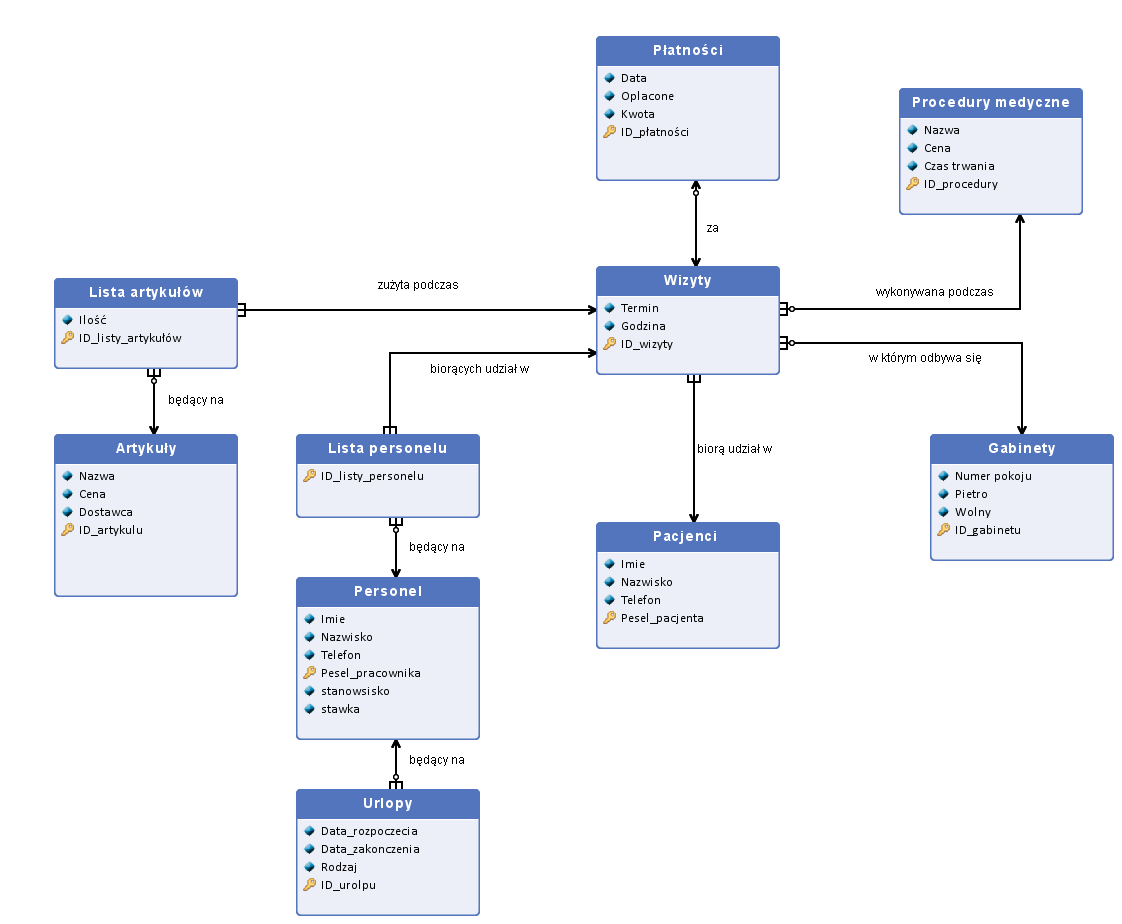 Płatności
Data
Oplacone
Kwota
ID_płatności
Procedury medyczne
Nazwa
Cena
Czas trwania
ID_procedury
za
Lista artykułów
Ilość
ID_listy_artykułów
zużyta podczas
Wizyty
Termin
Godzina
ID_wizyty
wykonywana podczas
w którym odbywa się
biorących udział w
będący na
Artykuły
Nazwa
Cena
Dostawca
ID_artykulu
Lista personelu
ID_listy_personelu
biorą udział w
Gabinety
Numer pokoju
Pietro
Wolny
ID_gabinetu
będący na
Pacjenci
Imie
Nazwisko
Telefon
Pesel_pacjenta
Personel
Imie
Nazwisko
Telefon
Pesel_pracownika
stanowsisko
stawka
będący na
Urlopy
Data_rozpoczecia
Data_zakonczenia
Rodzaj
ID_urolpu